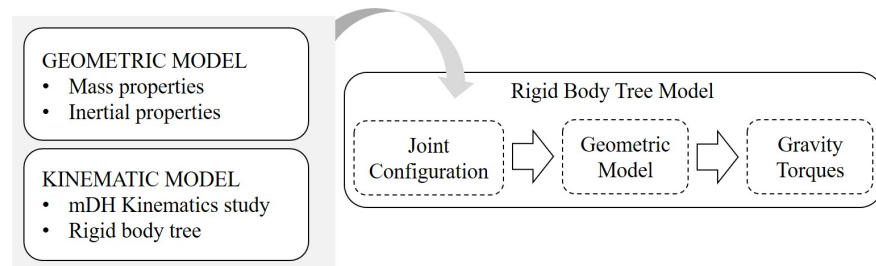 GEOMETRIC MODEL
• Mass properties
• Inertial properties
KINEMATIC MODEL
• mDH Kinematics study
• Rigid body tree
Rigid Body Tree Model
Joint
Configuration
Geometric
Model
Gravity
Torques